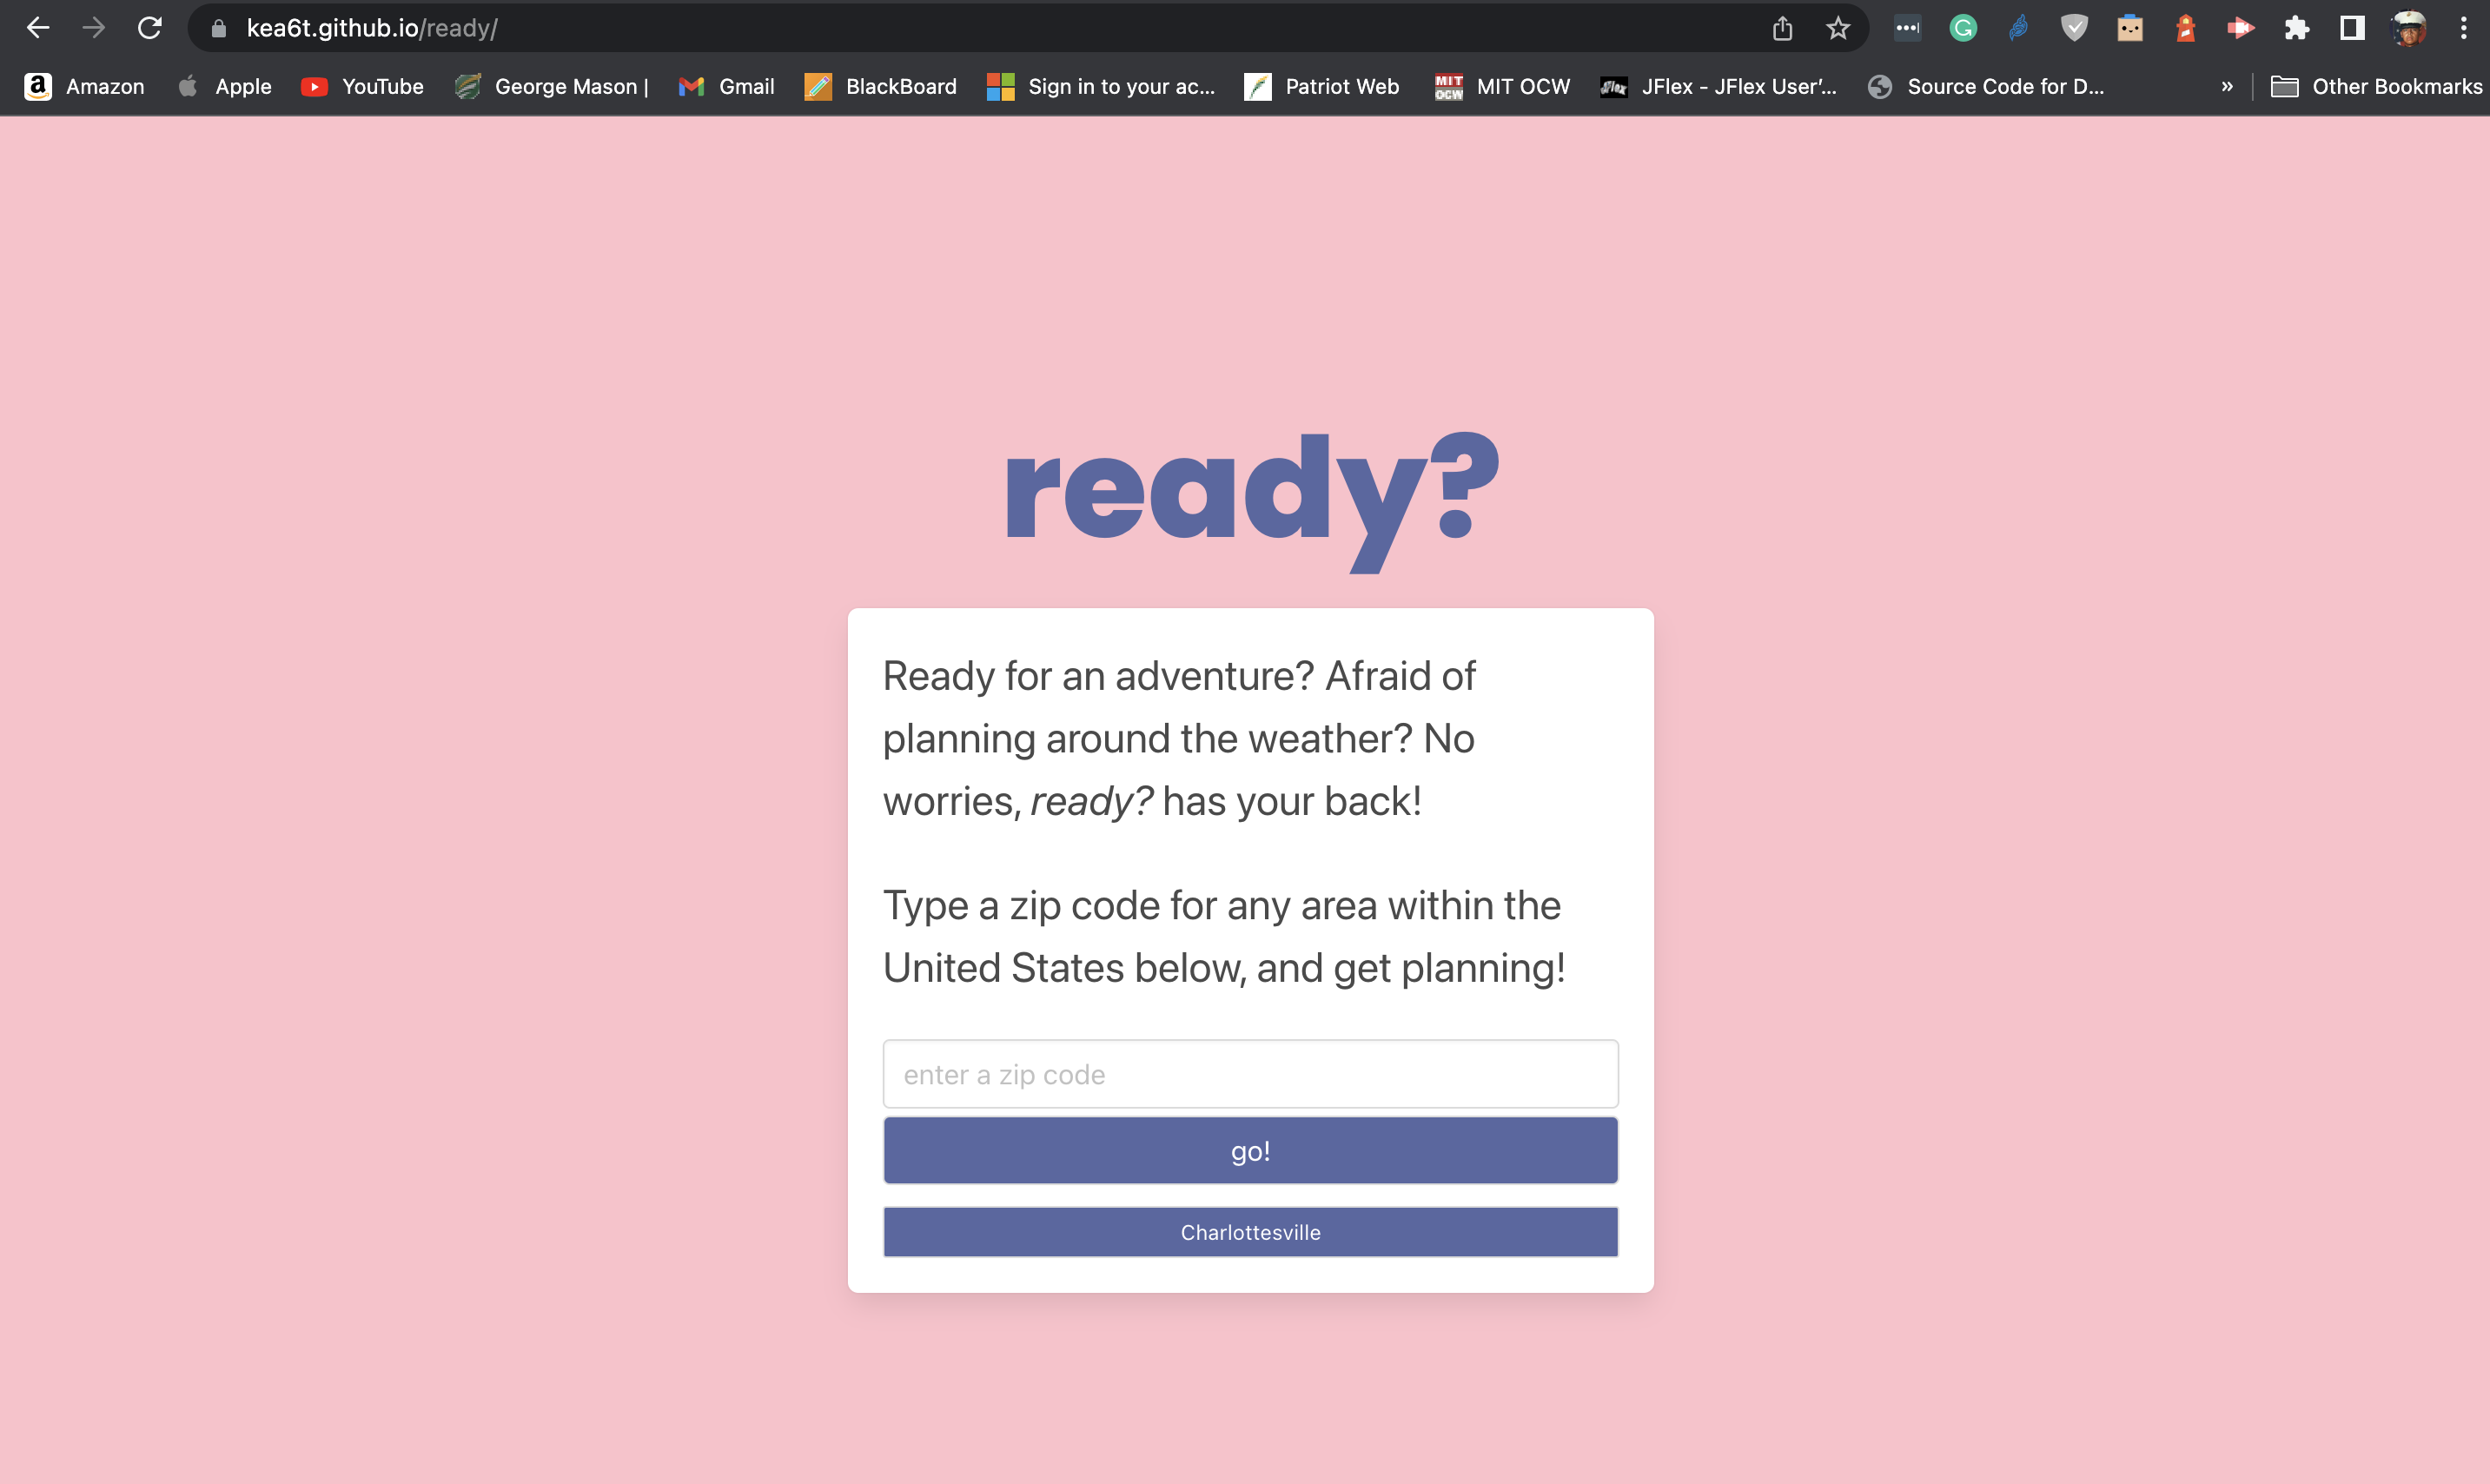 kea6t.github.io/ready/
Amazon Apple YouTube George Mason | Gmail BlackBoard Sign in to your ac... Patriot Web MIT OCW MIT OCW JFlex JFlex - JFlex User'... Source Code for D... » Other Bookmarks
ready?
Ready for an adventure? Afraid of
planning around the weather? No
worries, ready? has your back!
Type a zip code for any area within the
United States below, and get planning!
enter a zip code
go!
Charlottesville